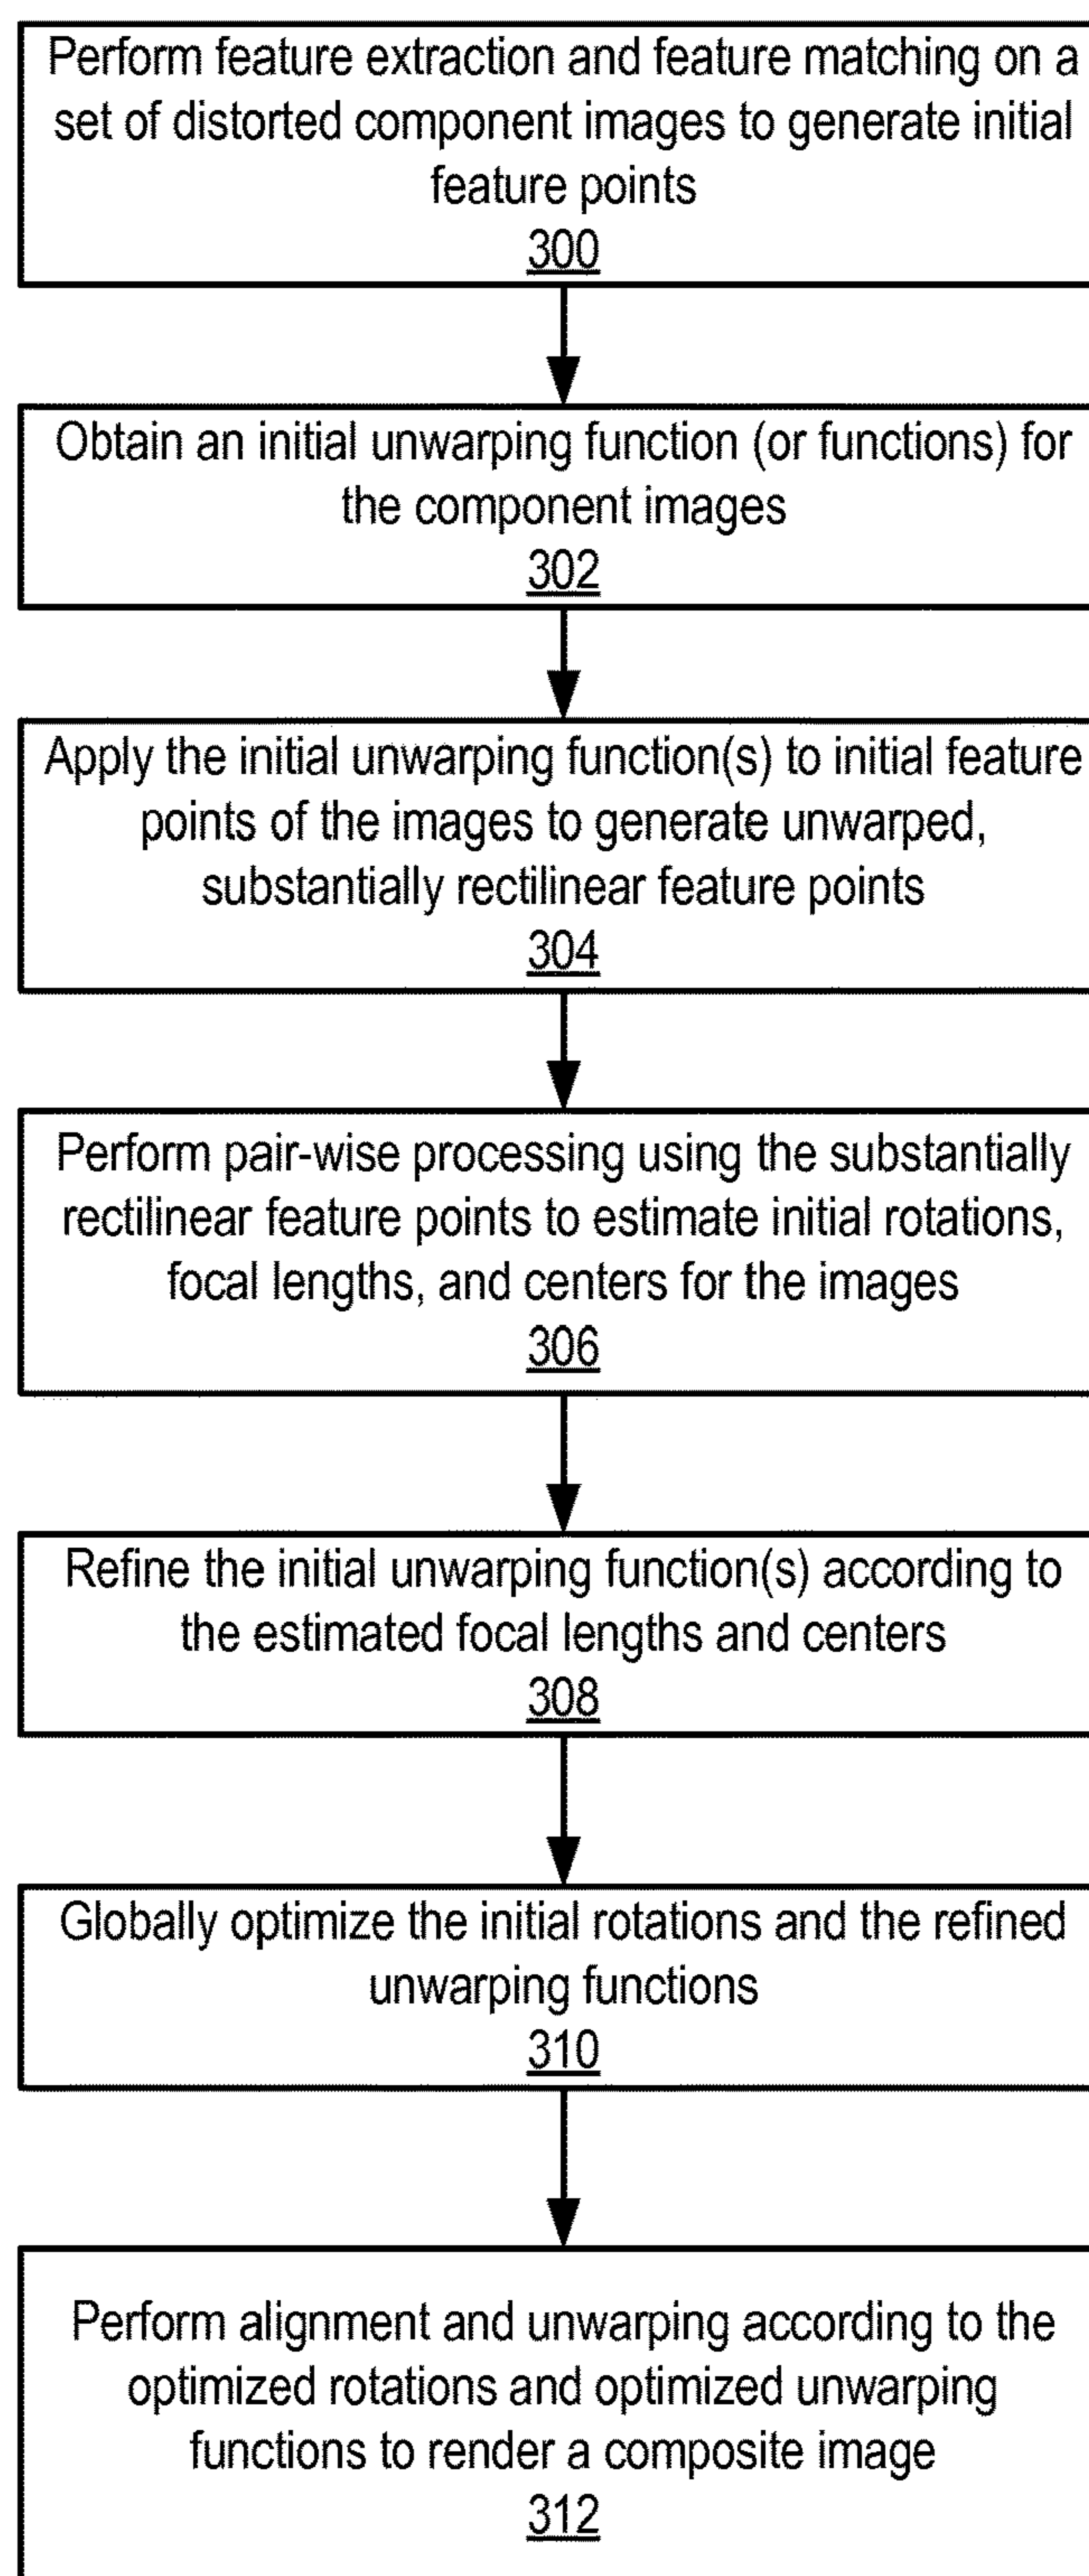 Perform feature extraction and feature matching on a
set of distorted component images to generate initial
feature points
300
Obtain an initial unwarping function (or functions) for
the component images
302
Apply the initial unwarping function(s) to initial feature
points of the images to generate unwarped,
substantially rectilinear feature points
304
Perform pair-wise processing using the substantially
rectilinear feature points to estimate initial rotations,
focal lengths, and centers for the images
306
Refine the initial unwarping function(s) according to
the estimated focal lengths and centers
308
Globally optimize the initial rotations and the refined
unwarping functions
310
Perform alignment and unwarping according to the
optimized rotations and optimized unwarping
functions to render a composite image
312